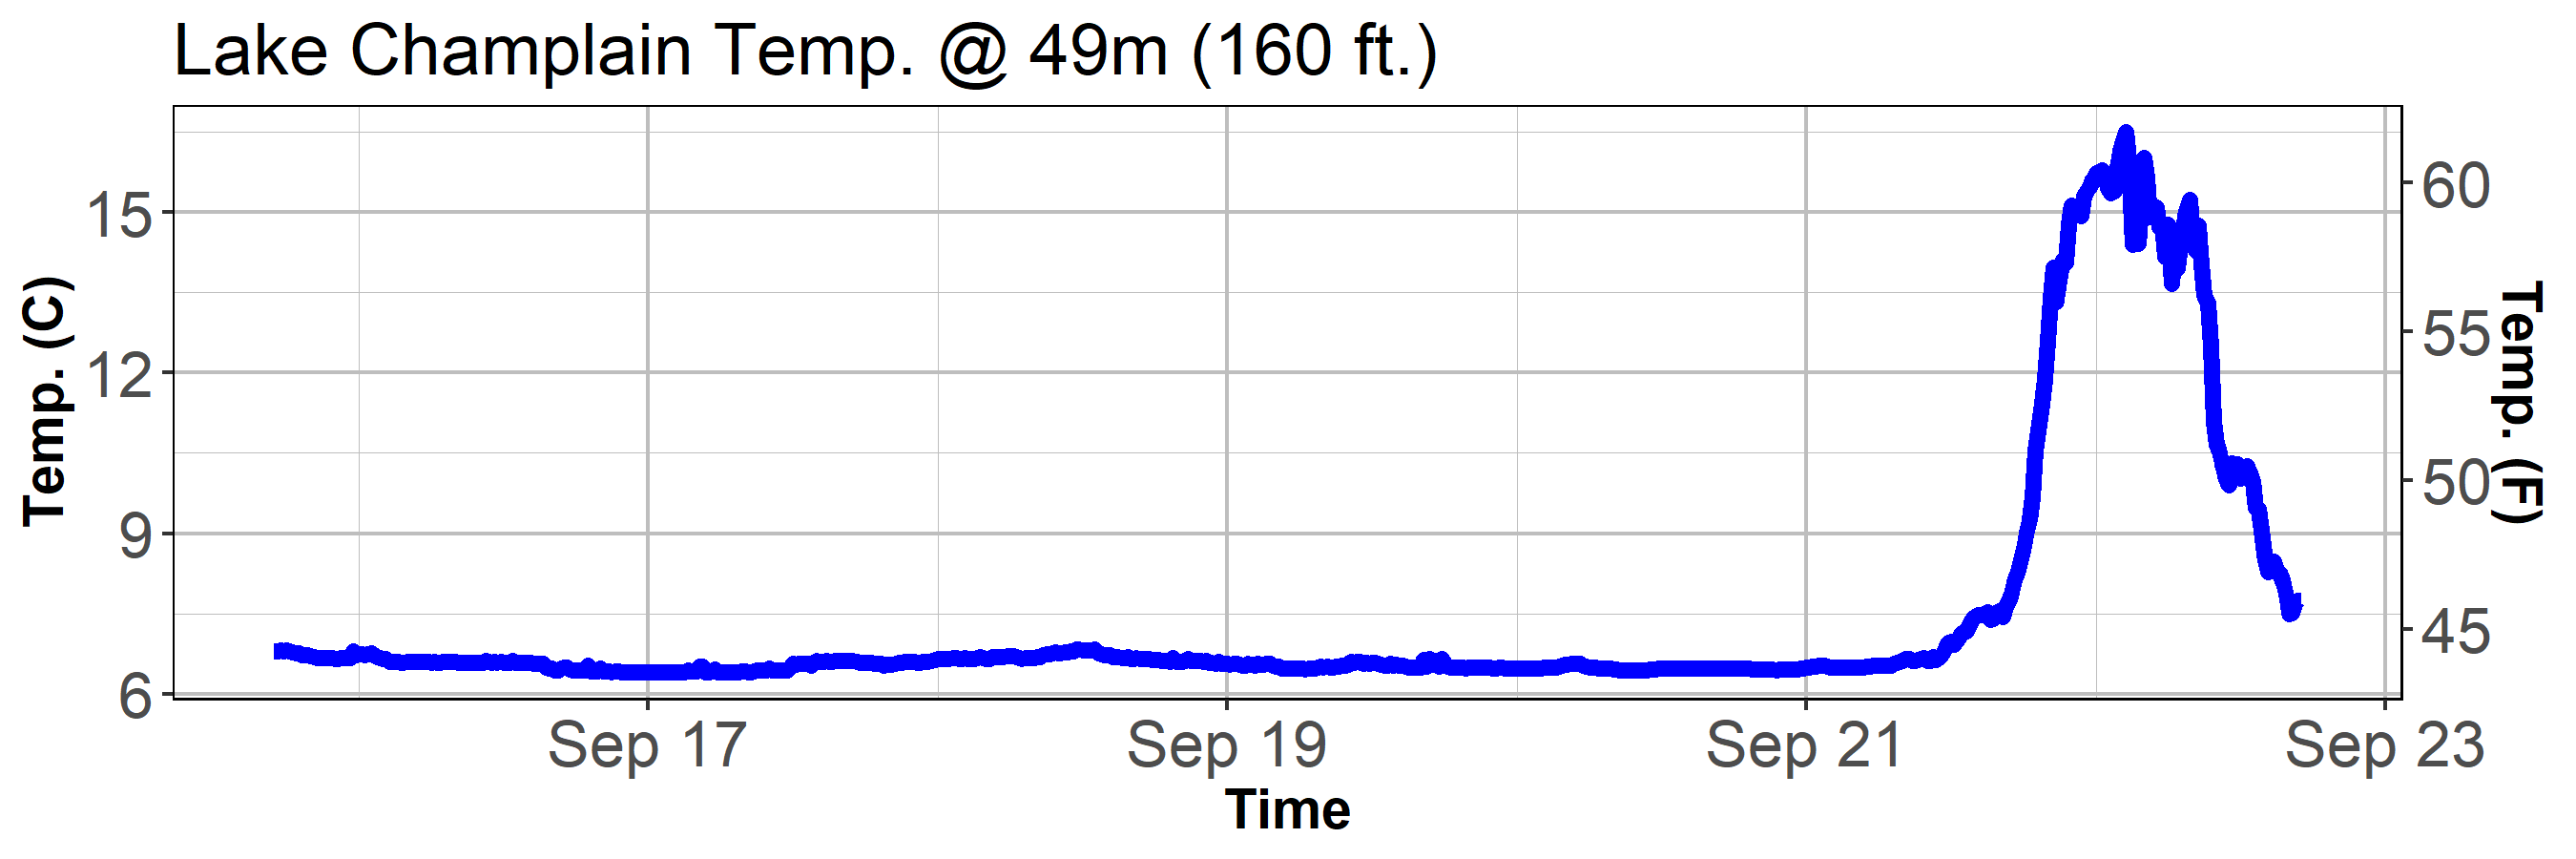 Lake Champlain Temp. @ 49m (160 ft.)
Temp. (C)
15
12
9
6
60
55
50
45
Temp. (F)
Sep 17
Sep 19
Sep 21
Sep 23
Time